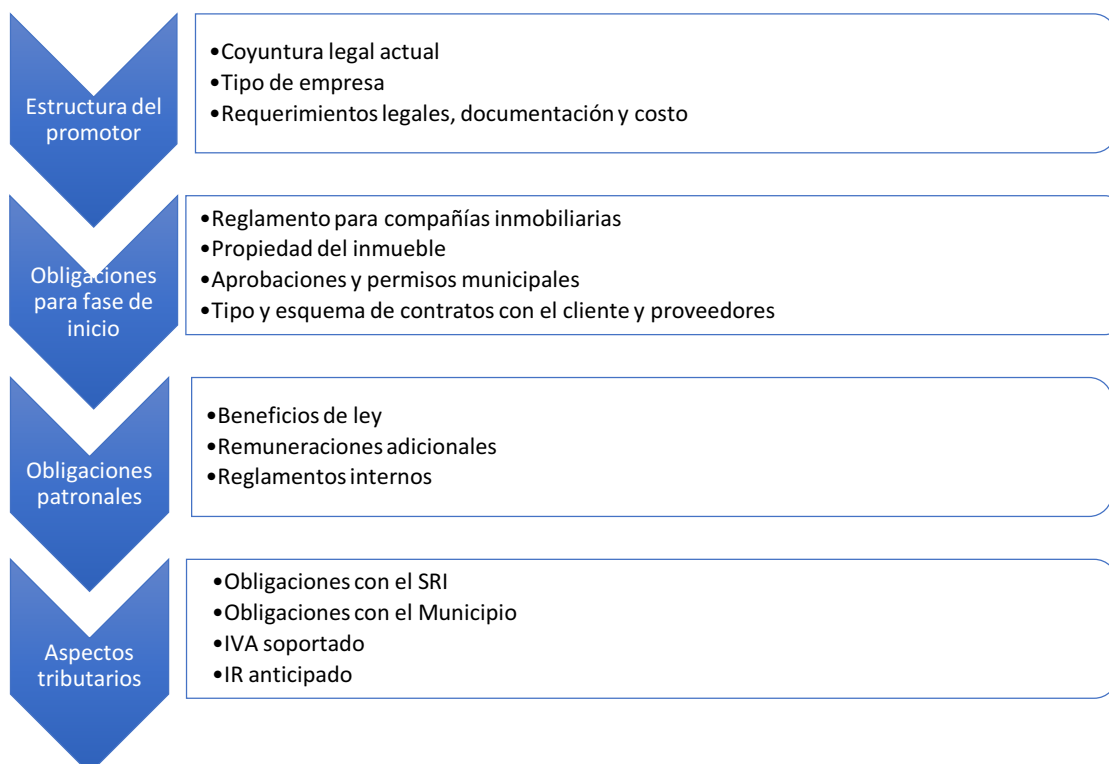 Estructura del
promotor
•Coyuntura legal actual
•Tipo de empresa
•Requerimientos legales, documentación y costo
Obligaciones
para fase de
inicio
•Reglamento para compañías inmobiliarias
•Propiedad del inmueble
•Aprobaciones y permisos municipales
•Tipo y esquema de contratos con el cliente y proveedores
Obligaciones
patronales
•Beneficios de ley
•Remuneraciones adicionales
•Reglamentos internos
Aspectos
tributarios
•Obligaciones con el SRI
•Obligaciones con el Municipio
•IVA soportado
•IR anticipado